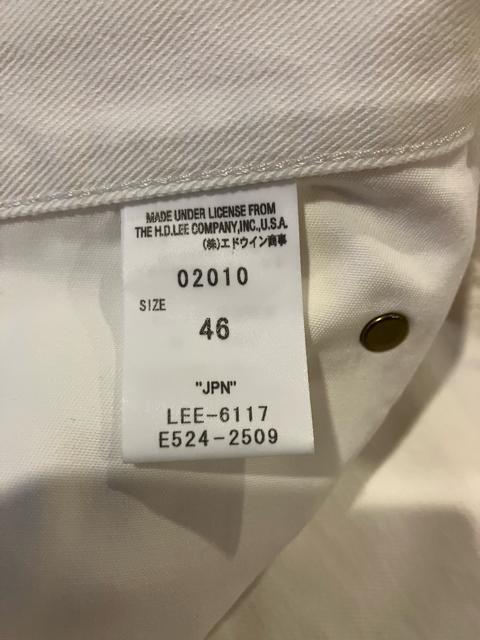 MADE UNDER LICENSE FROM
THE H.D.LEE COMPANY,INC.,U.S.A.
(株)エドウイン商事
02010
SIZE
46
"JPN"
LEE-6117
E524-2509